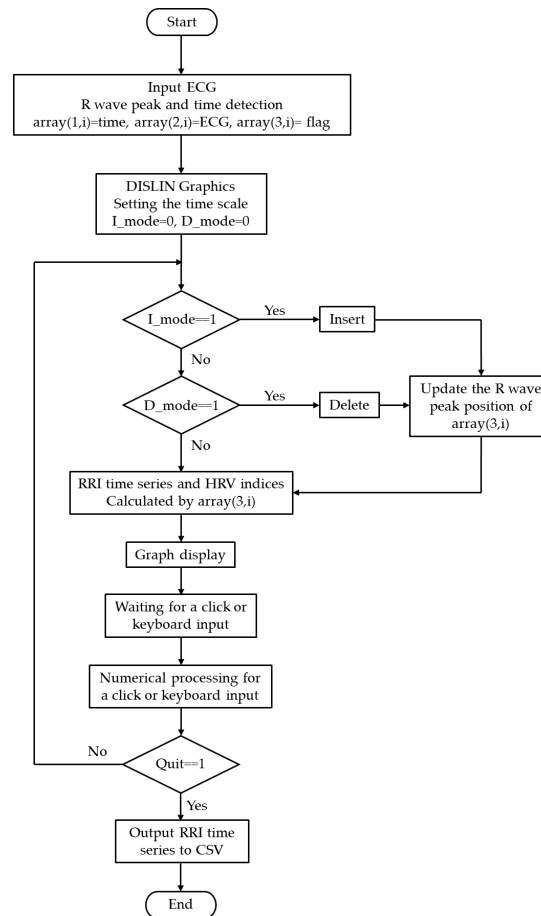 Start
Input ECG
R wave peak and time detection
array(1,i)=time, array(2,i)=ECG, array(3,i)= flag
DISLIN Graphics
Setting the time scale
I_mode=0, D_mode=0
I_mode==1
Yes
Insert
No
D_mode==1
Yes
Delete
Update the R wave
peak position of
array(3,i)
No
RRI time series and HRV indices
Calculated by array(3,i)
Graph display
Waiting for a click or
keyboard input
Numerical processing for
a click or keyboard input
No
Quit==1
Yes
Output RRI time
series to CSV
End